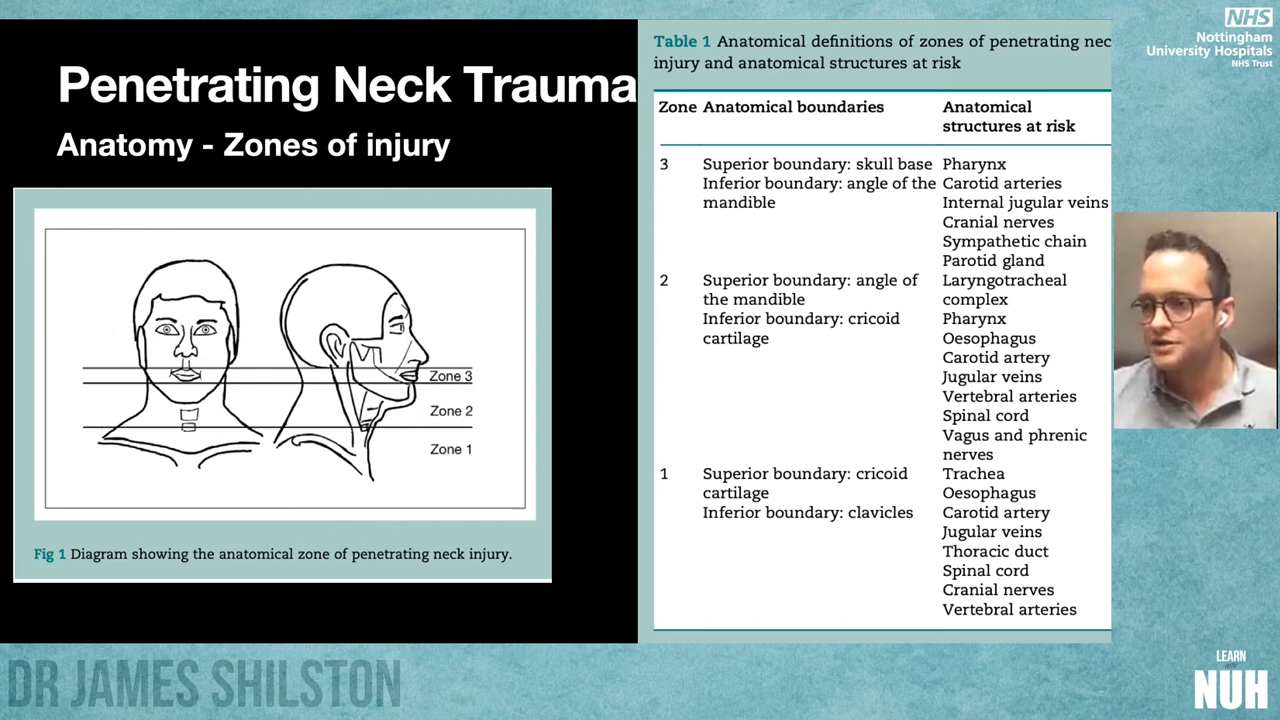 Penetrating Neck Trauma
Anatomy - Zones of injury
Zone 3
Zone 2
Zone 1
Fig 1 Diagram showing the anatomical zone of penetrating neck injury.
Table 1 Anatomical definitions of zones of penetrating nec
injury and anatomical structures at risk
Zone Anatomical boundaries
Anatomical
structures at risk
3
Superior boundary: skull base
Inferior boundary: angle of the
mandible
Pharynx
Carotid arteries
Internal jugular veins
Cranial nerves
Sympathetic chain
Parotid gland
2
Superior boundary: angle of
the mandible
Inferior boundary: cricoid
cartilage
Laryngotracheal
complex
Pharynx
Oesophagus
Carotid artery
Jugular veins
Vertebral arteries
Spinal cord
Vagus and phrenic
nerves
1
Superior boundary: cricoid
cartilage
Inferior boundary: clavicles
Trachea
Oesophagus
Carotid artery
Jugular veins
Thoracic duct
Spinal cord
Cranial nerves
Vertebral arteries
NHS
Nottingham
University Hospitals
NHS Trust
DR JAMES SHILSTON
LEARN
NUH